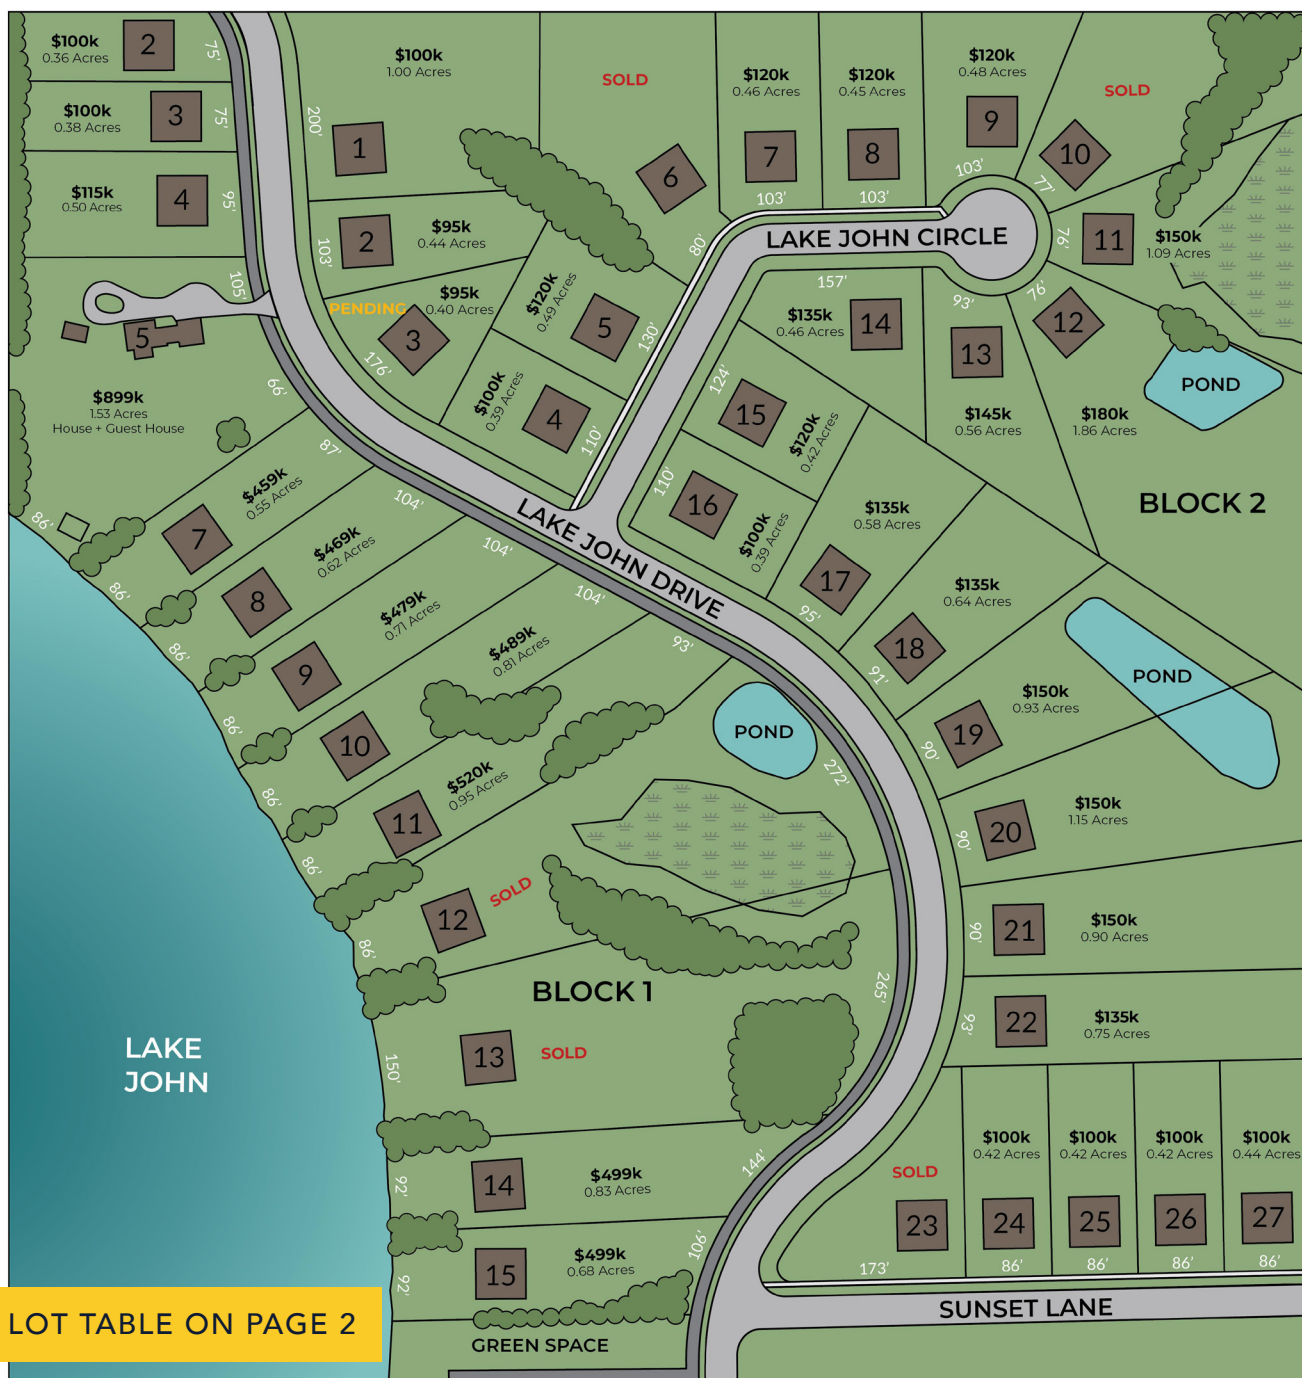 $100k
0.36 Acres
2
75'
$100k
0.38 Acres
3
75'
$115k
0.50 Acres
4
95'
105'
5
$899k
1.53 Acres
House + Guest House
66'
86'
$459k
0.55 Acres
7
87'
86'
$469k
0.62 Acres
8
104'
86'
$479k
0.71 Acres
9
104'
86'
$489k
0.81 Acres
10
104'
86'
$520k
0.95 Acres
11
93'
86'
SOLD
12
272'
86'
POND
BLOCK 1
13
SOLD
265'
150'
14
$499k
0.83 Acres
144'
92'
15
$499k
0.68 Acres
106'
92'
GREEN SPACE
LAKE
JOHN
LOT TABLE ON PAGE 2
$100k
1.00 Acres
200'
1
$95k
0.44 Acres
103'
2
PENDING
$95k
0.40 Acres
3
176'
$100k
0.39 Acres
4
110'
$120k
0.49 Acres
5
130'
SOLD
6
80'
$120k
0.46 Acres
7
103'
$120k
0.45 Acres
8
103'
$120k
0.48 Acres
9
103'
SOLD
10
77'
11
76'
$150k
1.09 Acres
12
76'
$180k
1.86 Acres
POND
13
93'
$145k
0.56 Acres
157'
$135k
0.46 Acres
14
124'
15
$120k
0.42 Acres
110'
16
$100k
0.39 Acres
LAKE JOHN CIRCLE
LAKE JOHN DRIVE
BLOCK 2
$135k
0.58 Acres
17
95'
$135k
0.64 Acres
18
91'
POND
$150k
0.93 Acres
19
90'
$150k
1.15 Acres
20
90'
$150k
0.90 Acres
21
90'
$135k
0.75 Acres
22
93'
SOLD
23
173'
$100k
0.42 Acres
24
86'
$100k
0.42 Acres
25
86'
$100k
0.42 Acres
26
86'
$100k
0.44 Acres
27
86'
SUNSET LANE